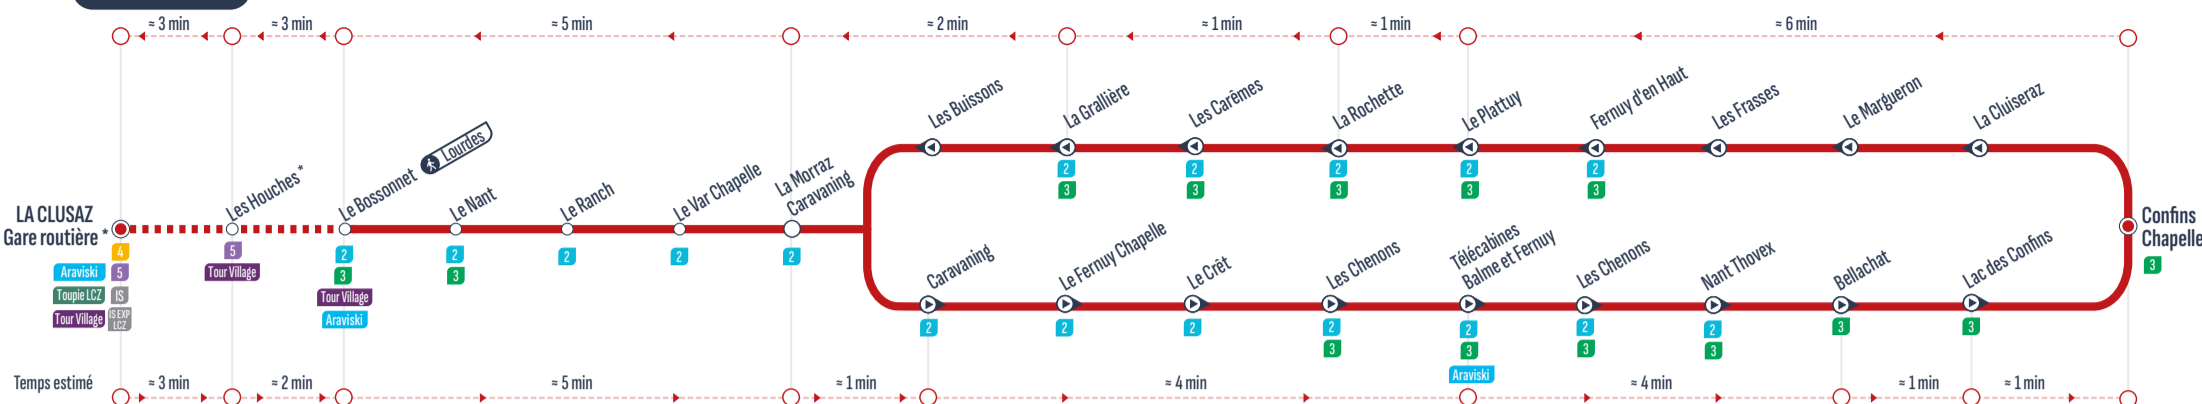 ≈ 3 min
≈ 3 min
≈ 5 min
≈ 2 min
≈ 1 min
≈ 1 min
≈ 6 min
Les Buissons
La Grallière
2
3
Les Carêmes
2
3
La Rochette
2
3
Le Plattuy
2
3
Fernuy d'en Haut
2
3
Les Frasses
Le Margueron
La Cluiseraz
LA CLUSAZ
Gare routière *
4
Araviski
5
Toupie LCZ
IS
Tour Village
IS EXP
LCZ
Les Houches *
5
Tour Village
Le Bossonnet
Lourdes
2
3
Tour Village
Araviski
Le Nant
2
3
Le Ranch
2
Le Var Chapelle
2
La Morraz
Caravaning
2
Confins
Chapelle
3
Caravaning
2
Le Fernuy Chapelle
2
Le Crêt
2
Les Chenons
2
3
Télécabines
Balme et Fernuy
2
3
Araviski
Les Chenons
2
3
Nant Thovex
2
3
Bellachat
3
Lac des Confins
3
Temps estimé
≈ 3 min
≈ 2 min
≈ 5 min
≈ 1 min
≈ 4 min
≈ 4 min
≈ 1 min
≈ 1 min